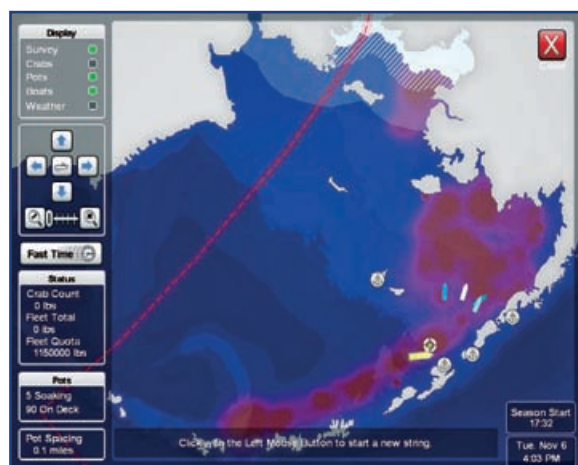 Display
Survey
Crabs
Pots
Boats
Weather
Fast Time
Status
Crab Count
0 lbs
Fleet Total
0 lbs
Fleet Quota
1150000 lbs
Pots
5 Soaking
90 On Deck
Pot Spacing
0.1 miles
Click with the Left Mouse Button to start a new string.
Season Start
17:32
Tue. Nov 6
4:03 PM